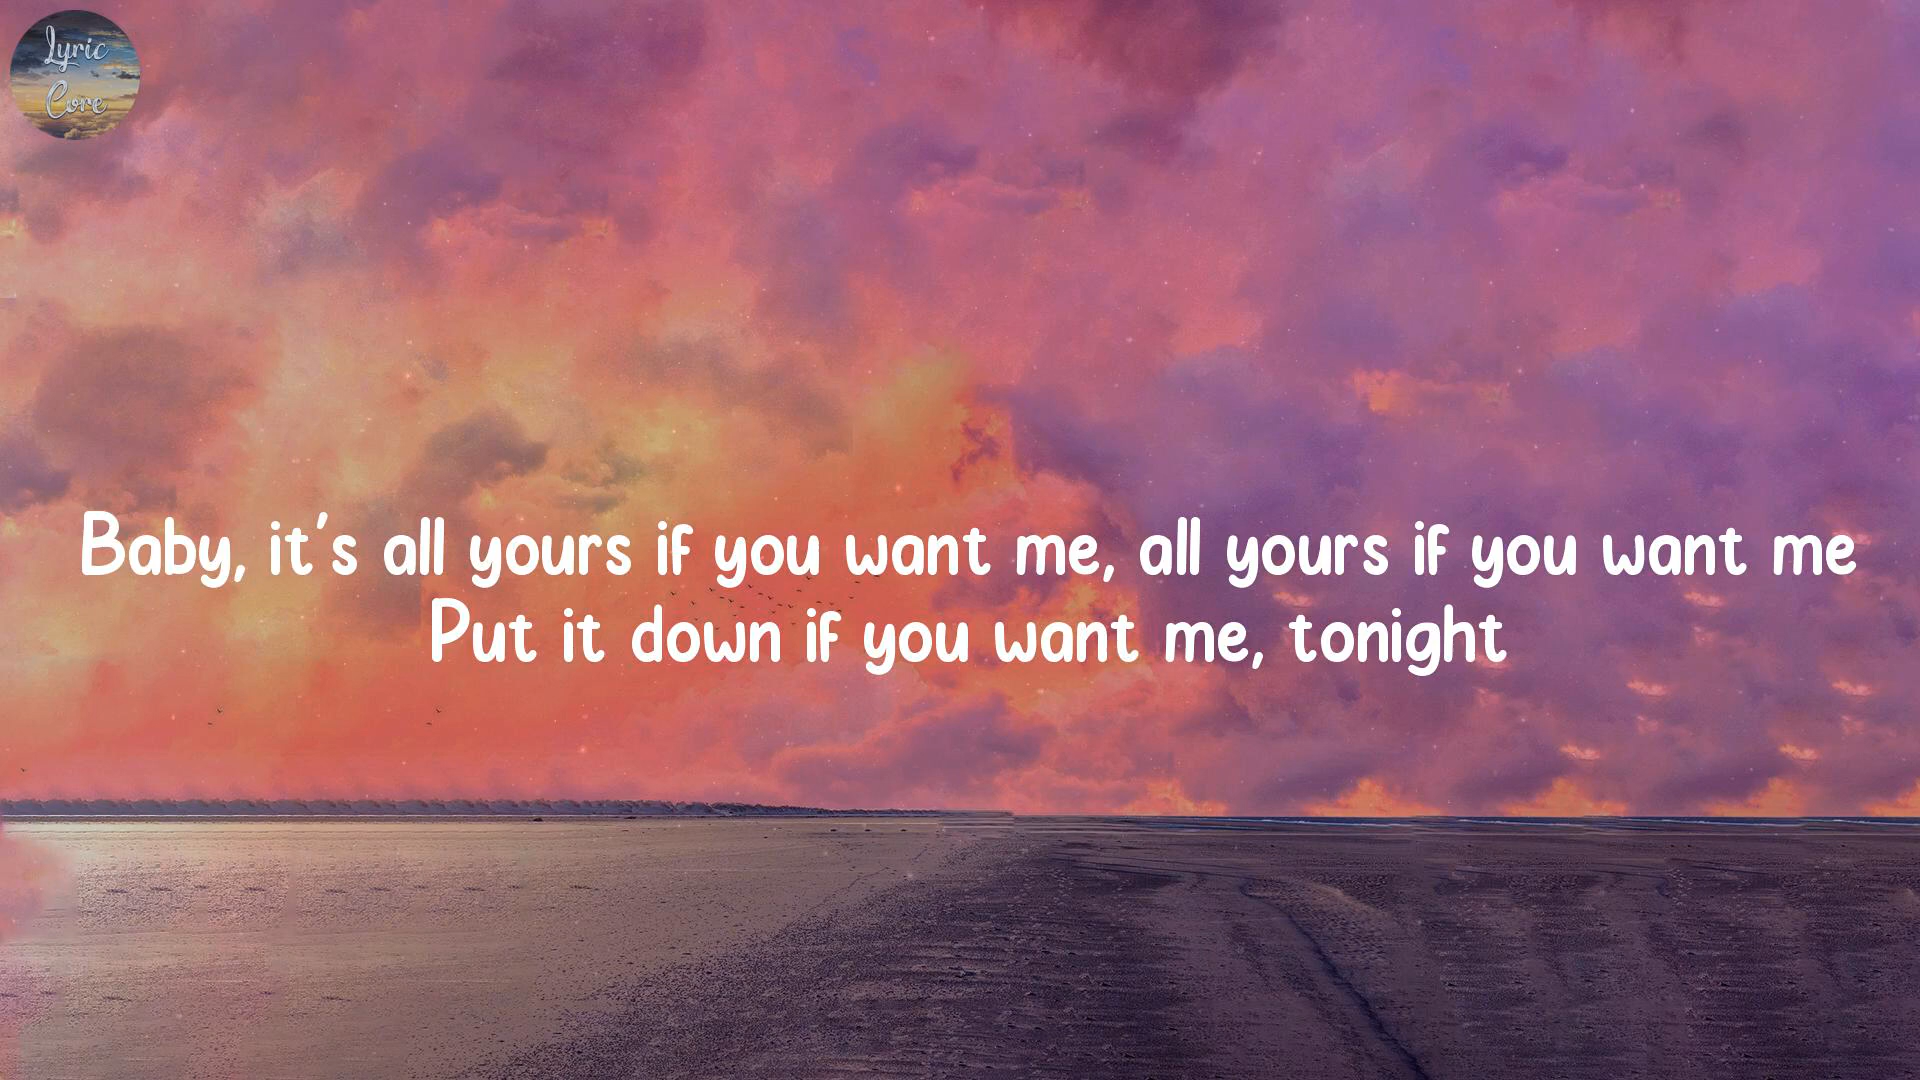 Lyric
Core
Baby, it's all yours if you want me, all yours if you want me
Put it down if you want me, tonight